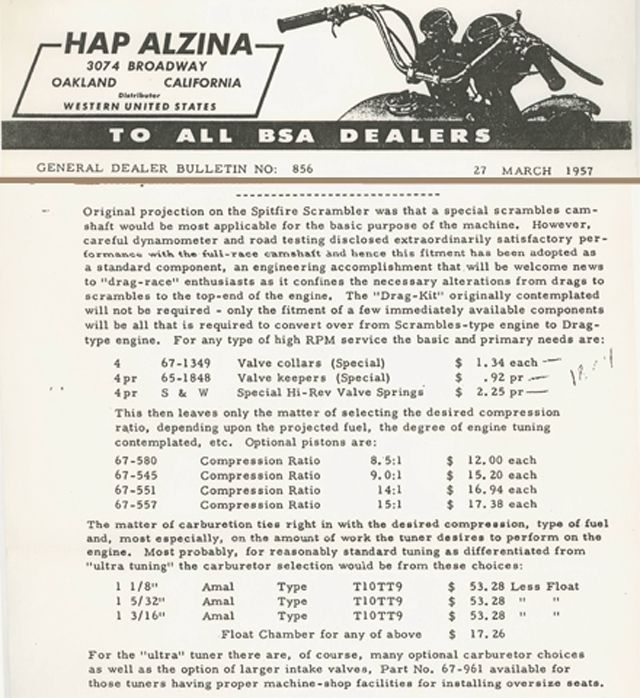 HAP ALZINA
3074 BROADWAY
OAKLAND CALIFORNIA
Distributor
WESTERN UNITED STATES
TO ALL BSA DEALERS
GENERAL DEALER BULLETIN NO: 856 27 MARCH 1957
Original projection on the Spitfire Scrambler was that a special scrambles cam-
shaft would be most applicable for the basic purpose of the machine. However,
careful dynamometer and road testing disclosed extraordinarily satisfactory per-
formance with the full-race camshaft and hence this fitment has been adopted as
a standard component, an engineering accomplishment that will be welcome news
to "drag-race" enthusiasts as it confines the necessary alterations from drags to
scrambles to the top-end of the engine. The "Drag-Kit" originally contemplated
will not be required - only the fitment of a few immediately available components
will be all that is required to convert over from Scrambles-type engine to Drag-
type engine. For any type of high RPM service the basic and primary needs are:
4 67-1349 Valve collars (Special) $ 1.34 each
4pr 65-1848 Valve keepers (Special) $ .92 pr
4pr S & W Special Hi-Rev Valve Springs $ 2.25 pr
This then leaves only the matter of selecting the desired compression
ratio, depending upon the projected fuel, the degree of engine tuning
contemplated, etc. Optional pistons are:
67-580 Compression Ratio 8.5:1 $ 12.00 each
67-545 Compression Ratio 9.0:1 $ 15.20 each
67-551 Compression Ratio 14:1 $ 16.94 each
67-557 Compression Ratio 15:1 $ 17.38 each
The matter of carburetion ties right in with the desired compression, type of fuel
and, most especially, on the amount of work the tuner desires to perform on the
engine. Most probably, for reasonably standard tuning as differentiated from
"ultra tuning" the carburetor selection would be from these choices:
1 1/8" Amal Type T10TT9 $ 53.28 Less Float
1 5/32" Amal Type T10TT9 $ 53.28 " "
1 3/16" Amal Type T10TT9 $ 53.28 " "
Float Chamber for any of above $ 17.26
For the "ultra" tuner there are, of course, many optional carburetor choices
as well as the option of larger intake valves, Part No. 67-961 available for
those tuners having proper machine-shop facilities for installing oversize seats.